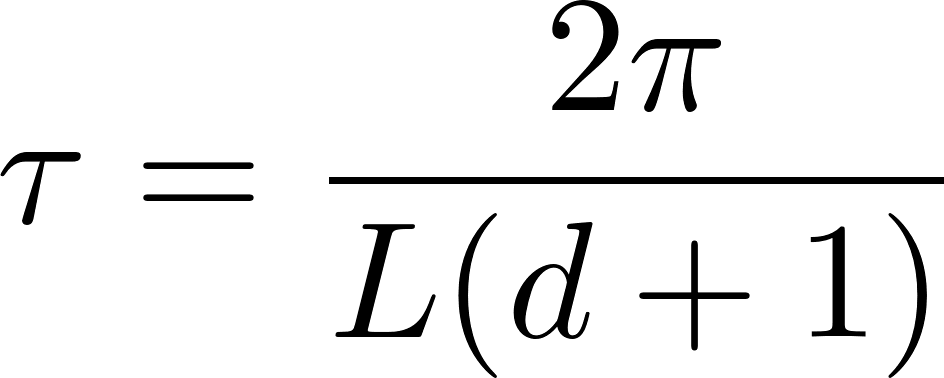 τ = 2π / L(d + 1)